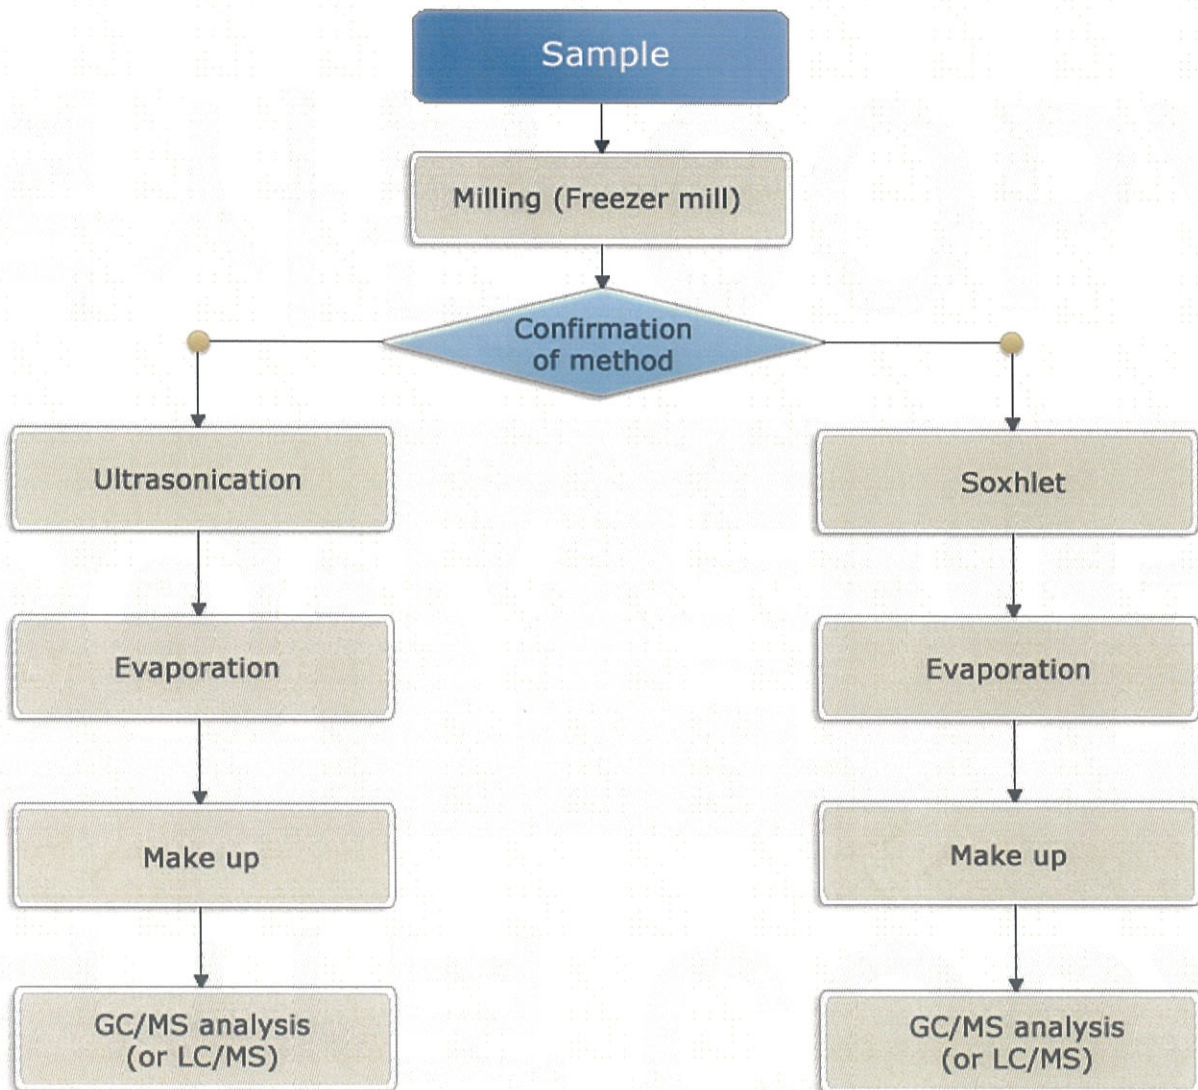 Sample
Milling (Freezer mill)
Confirmation
of method
Ultrasonication
Soxhlet
Evaporation
Evaporation
Make up
Make up
GC/MS analysis
(or LC/MS)
GC/MS analysis
(or LC/MS)